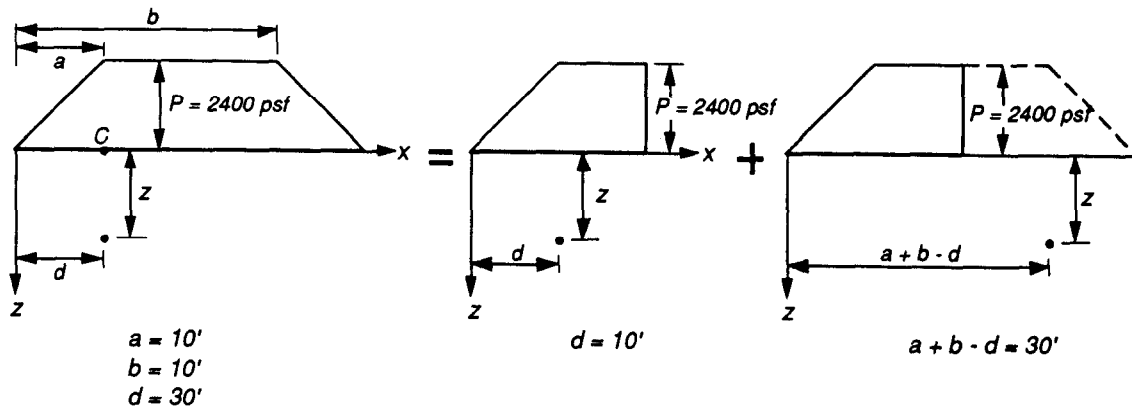 b
a
P = 2400 psf
C
x
=
z
d
z
P = 2400 psf
x
+
z
d
z
d = 10'
P = 2400 psf
z
a + b - d
z
a + b - d = 30'
a = 10'
b = 10'
d = 30'